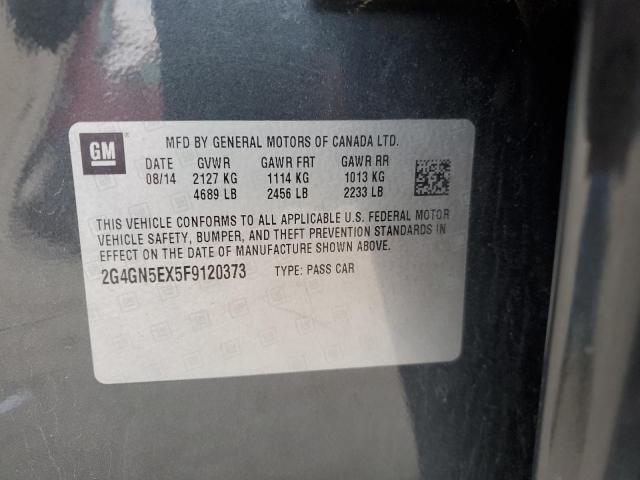 GM
MFD BY GENERAL MOTORS OF CANADA LTD.
DATE GVWR GAWR FRT GAWR RR
08/14 2127 KG 1114 KG 1013 KG
4689 LB 2456 LB 2233 LB
THIS VEHICLE CONFORMS TO ALL APPLICABLE U.S. FEDERAL MOTOR
VEHICLE SAFETY, BUMPER, AND THEFT PREVENTION STANDARDS IN
EFFECT ON THE DATE OF MANUFACTURE SHOWN ABOVE.
2G4GN5EX5F9120373 TYPE: PASS CAR